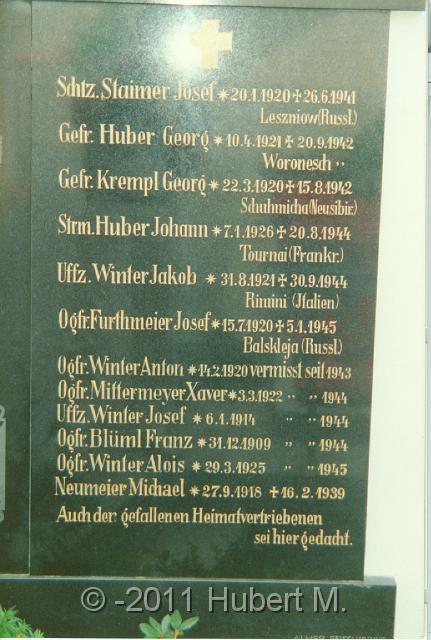 Schtz. Staimer Josef * 20.1.1920 ✝ 26.6.1941
Leszniow (Russl.)
Gefr. Huber Georg * 10.4.1921 ✝ 20.9.1942
Woronesch „
Gefr. Krempl Georg * 22.3.1920 ✝ 15.8.1942
Schuhmicha (Neusibir.)
Strm. Huber Johann * 7.1.1926 ✝ 20.8.1944
Tournai (Frankr.)
Uffz. Winter Jakob * 31.8.1921 ✝ 30.9.1944
Rimini (Italien)
Ogfr. Furthmeier Josef * 15.7.1920 ✝ 5.1.1945
Balskleja (Russl.)
Ogfr. Winter Anton * 14.2.1920 vermisst seit 1943
Ogfr. Mittermeyer Xaver * 3.3.1922 „ „ 1944
Uffz. Winter Josef * 6.1.1914 „ „ 1944
Ogfr. Blüml Franz * 31.12.1909 „ „ 1944
Ogfr. Winter Alois * 29.3.1925 „ „ 1945
Neumeier Michael * 27.9.1918 ✝ 16.2.1939
Auch der gefallenen Heimatvertriebenen
sei hier gedacht.
© -2011 Hubert M.